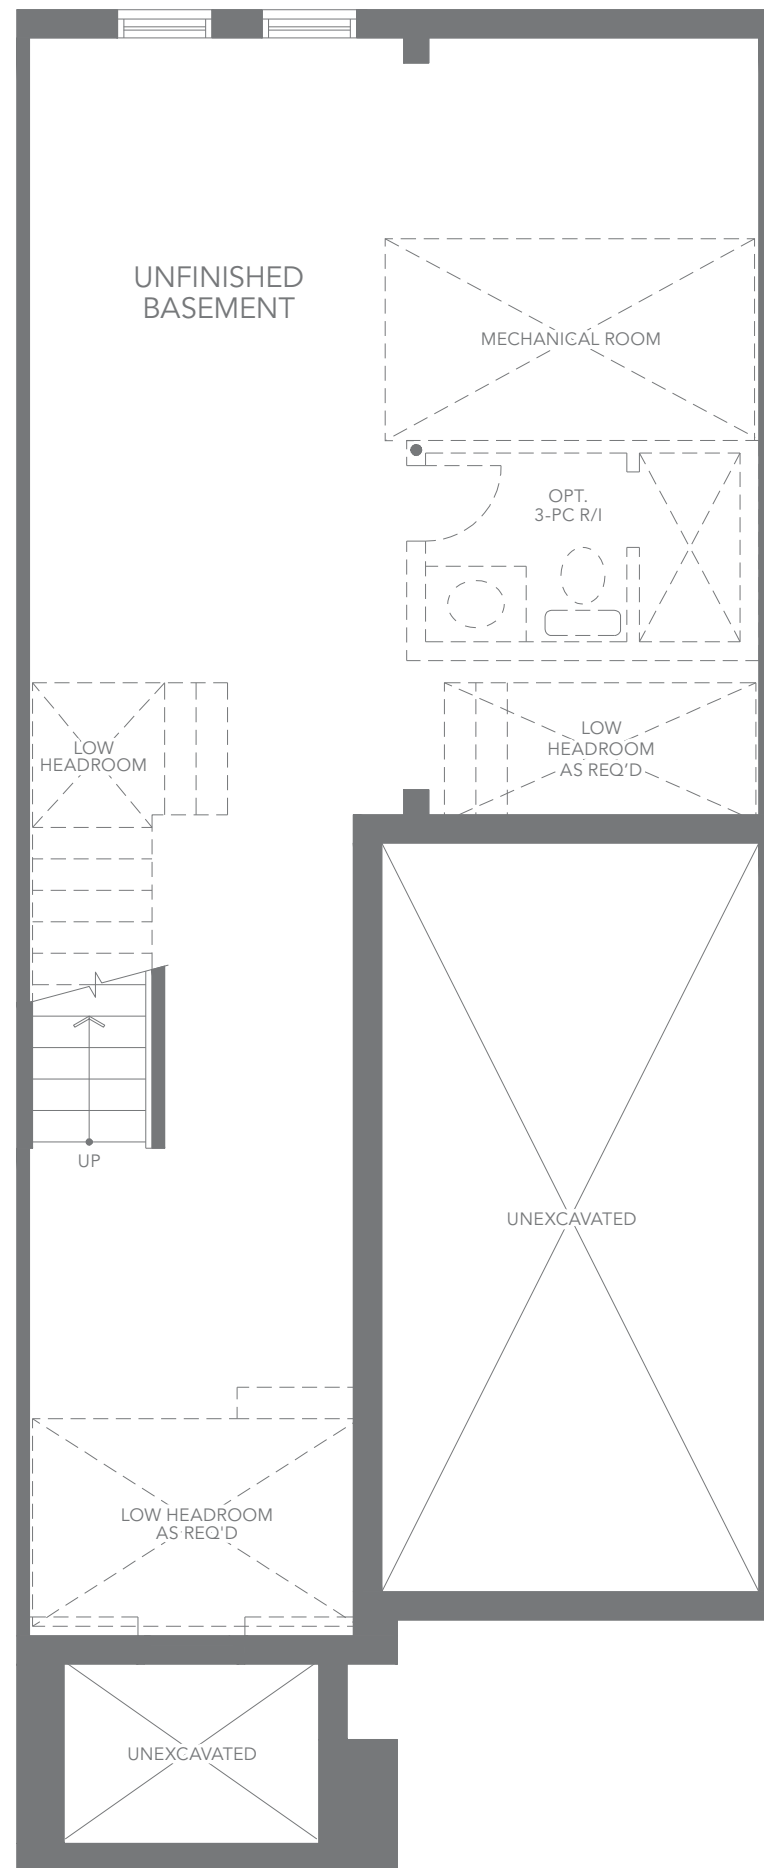 UNFINISHED
BASEMENT
MECHANICAL ROOM
OPT.
3-PC R/I
LOW
HEADROOM
LOW
HEADROOM
AS REQ’D
UP
UNEXCAVATED
LOW HEADROOM
AS REQ'D
UNEXCAVATED